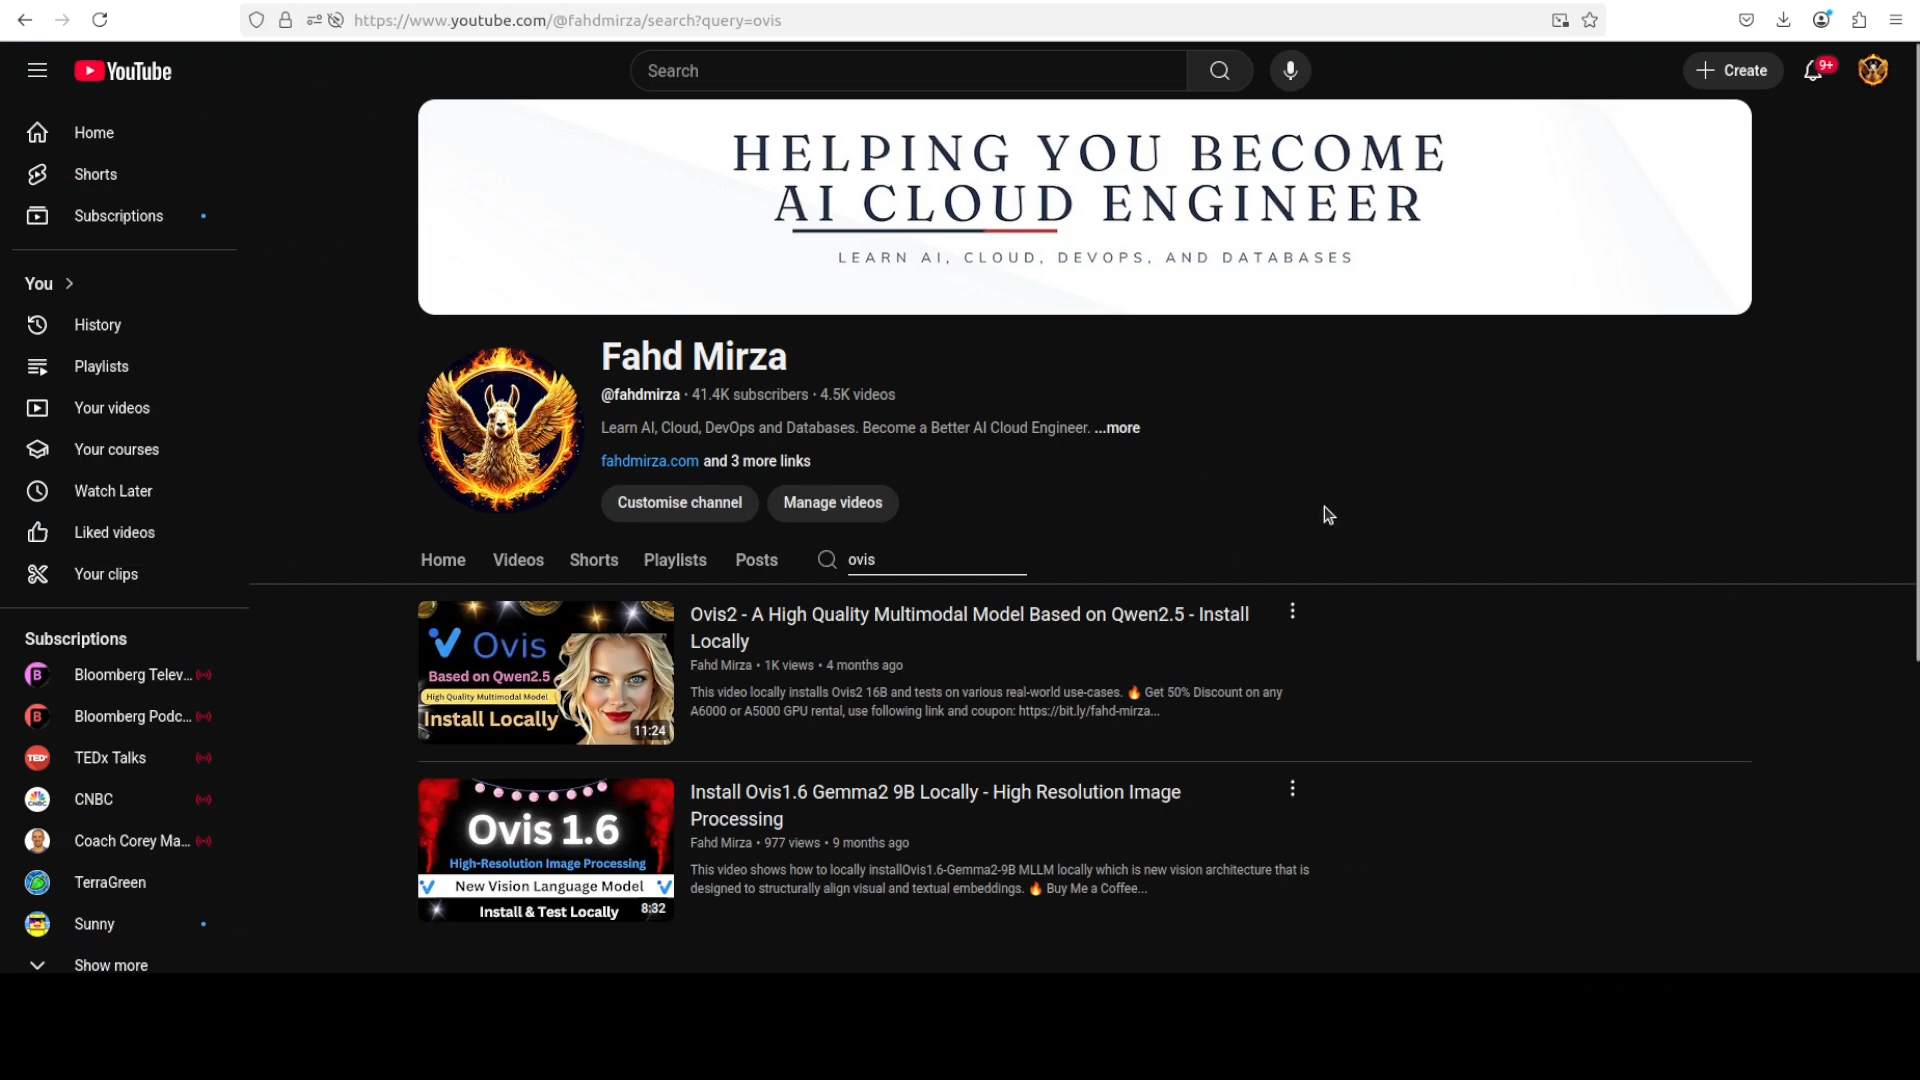 https://www.youtube.com/@fahdmirza/search?query=ovis
YouTube
Search
Create
9+
Home
Shorts
Subscriptions
You
History
Playlists
Your videos
Your courses
Watch Later
Liked videos
Your clips
Subscriptions
Bloomberg Telev...
Bloomberg Podc...
TEDx Talks
CNBC
Coach Corey Ma...
TerraGreen
Sunny
Show more
HELPING YOU BECOME
AI CLOUD ENGINEER
LEARN AI, CLOUD, DEVOPS, AND DATABASES
Fahd Mirza
@fahdmirza · 41.4K subscribers · 4.5K videos
Learn AI, Cloud, DevOps and Databases. Become a Better AI Cloud Engineer. ...more
fahdmirza.com and 3 more links
Customise channel Manage videos
Home Videos Shorts Playlists Posts ovis
Ovis
Based on Qwen2.5
High Quality Multimodal Model
Install Locally
11:24
Ovis2 - A High Quality Multimodal Model Based on Qwen2.5 - Install
Locally
Fahd Mirza • 1K views • 4 months ago
This video locally installs Ovis2 16B and tests on various real-world use-cases. 🔥 Get 50% Discount on any
A6000 or A5000 GPU rental, use following link and coupon: https://bit.ly/fahd-mirza...
Ovis 1.6
High-Resolution Image Processing
New Vision Language Model
Install & Test Locally
8:32
Install Ovis1.6 Gemma2 9B Locally - High Resolution Image
Processing
Fahd Mirza • 977 views • 9 months ago
This video shows how to locally installOvis1.6-Gemma2-9B MLLM locally which is new vision architecture that is
designed to structurally align visual and textual embeddings. 🔥 Buy Me a Coffee...